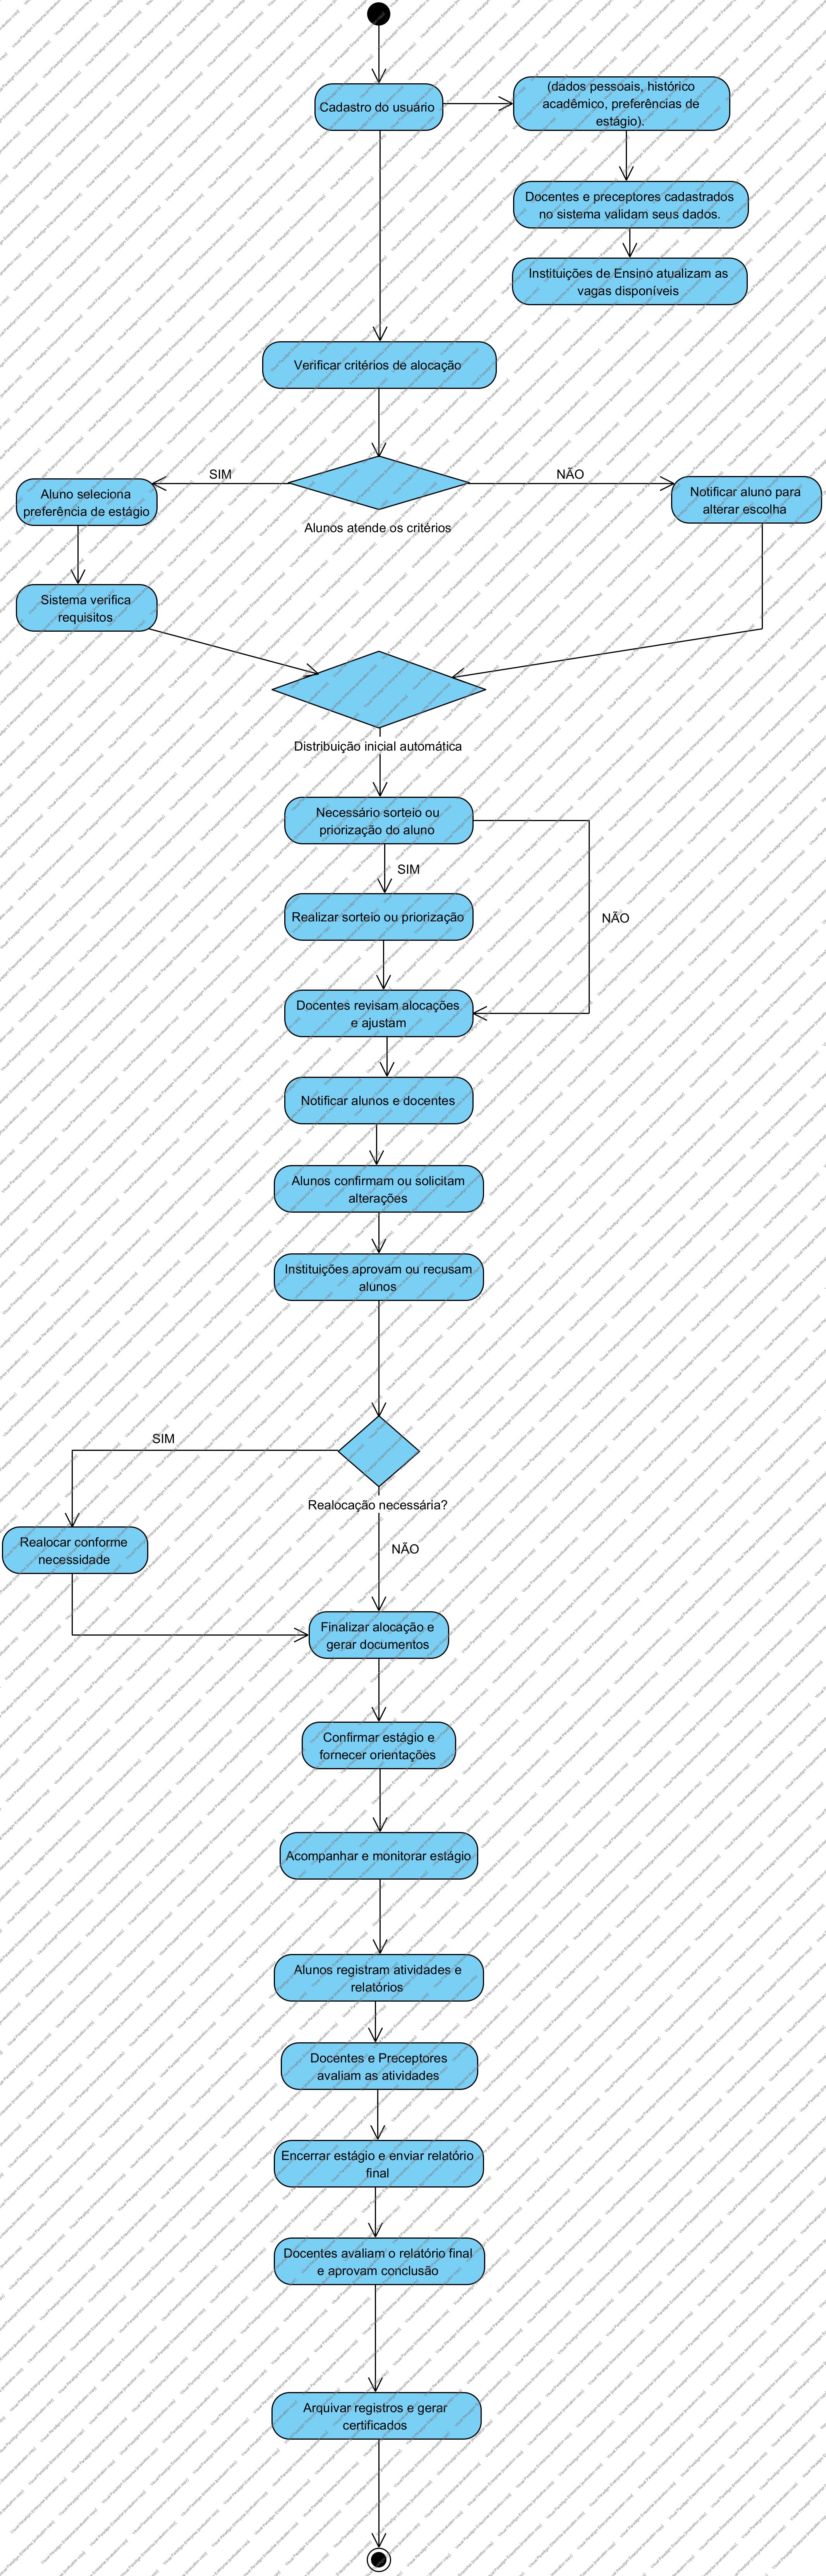 Cadastro do usuário
(dados pessoais, histórico
acadêmico, preferências de
estágio).
Docentes e preceptores cadastrados
no sistema validam seus dados.
Instituições de Ensino atualizam as
vagas disponíveis
Verificar critérios de alocação
SIM
NÃO
Aluno seleciona
preferência de estágio
Notificar aluno para
alterar escolha
Alunos atende os critérios
Sistema verifica
requisitos
Distribuição inicial automática
Necessário sorteio ou
priorização do aluno
SIM
Realizar sorteio ou priorização
NÃO
Docentes revisam alocações
e ajustam
Notificar alunos e docentes
Alunos confirmam ou solicitam
alterações
Instituições aprovam ou recusam
alunos
SIM
Realocação necessária?
Realocar conforme
necessidade
NÃO
Finalizar alocação e
gerar documentos
Confirmar estágio e
fornecer orientações
Acompanhar e monitorar estágio
Alunos registram atividades e
relatórios
Docentes e Preceptores
avaliam as atividades
Encerrar estágio e enviar relatório
final
Docentes avaliam o relatório final
e aprovam conclusão
Arquivar registros e gerar
certificados